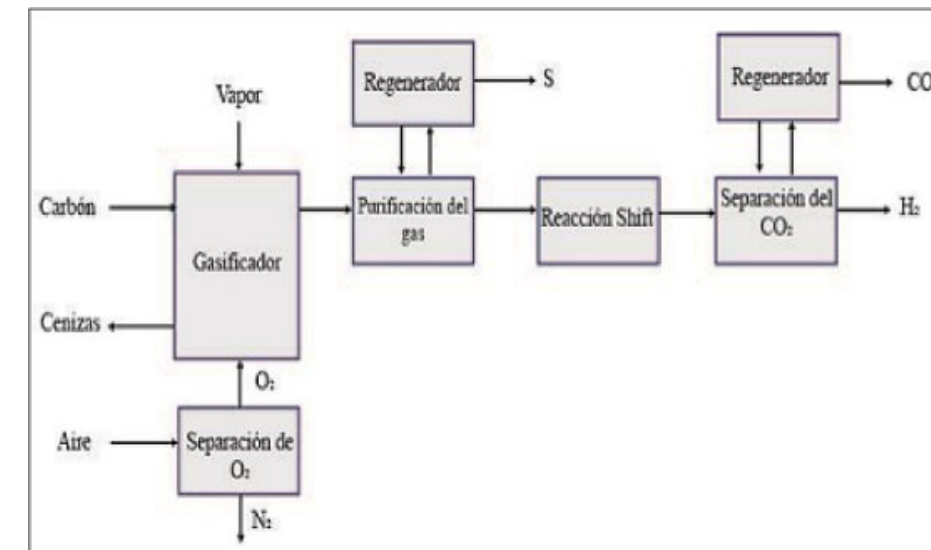 Regenerador
S
Regenerador
CO
Vapor
Carbón
Gasificador
Purificación del
gas
Reacción Shift
Separación del
CO₂
H₂
Cenizas
O₂
Aire
Separación de
O₂
N₂